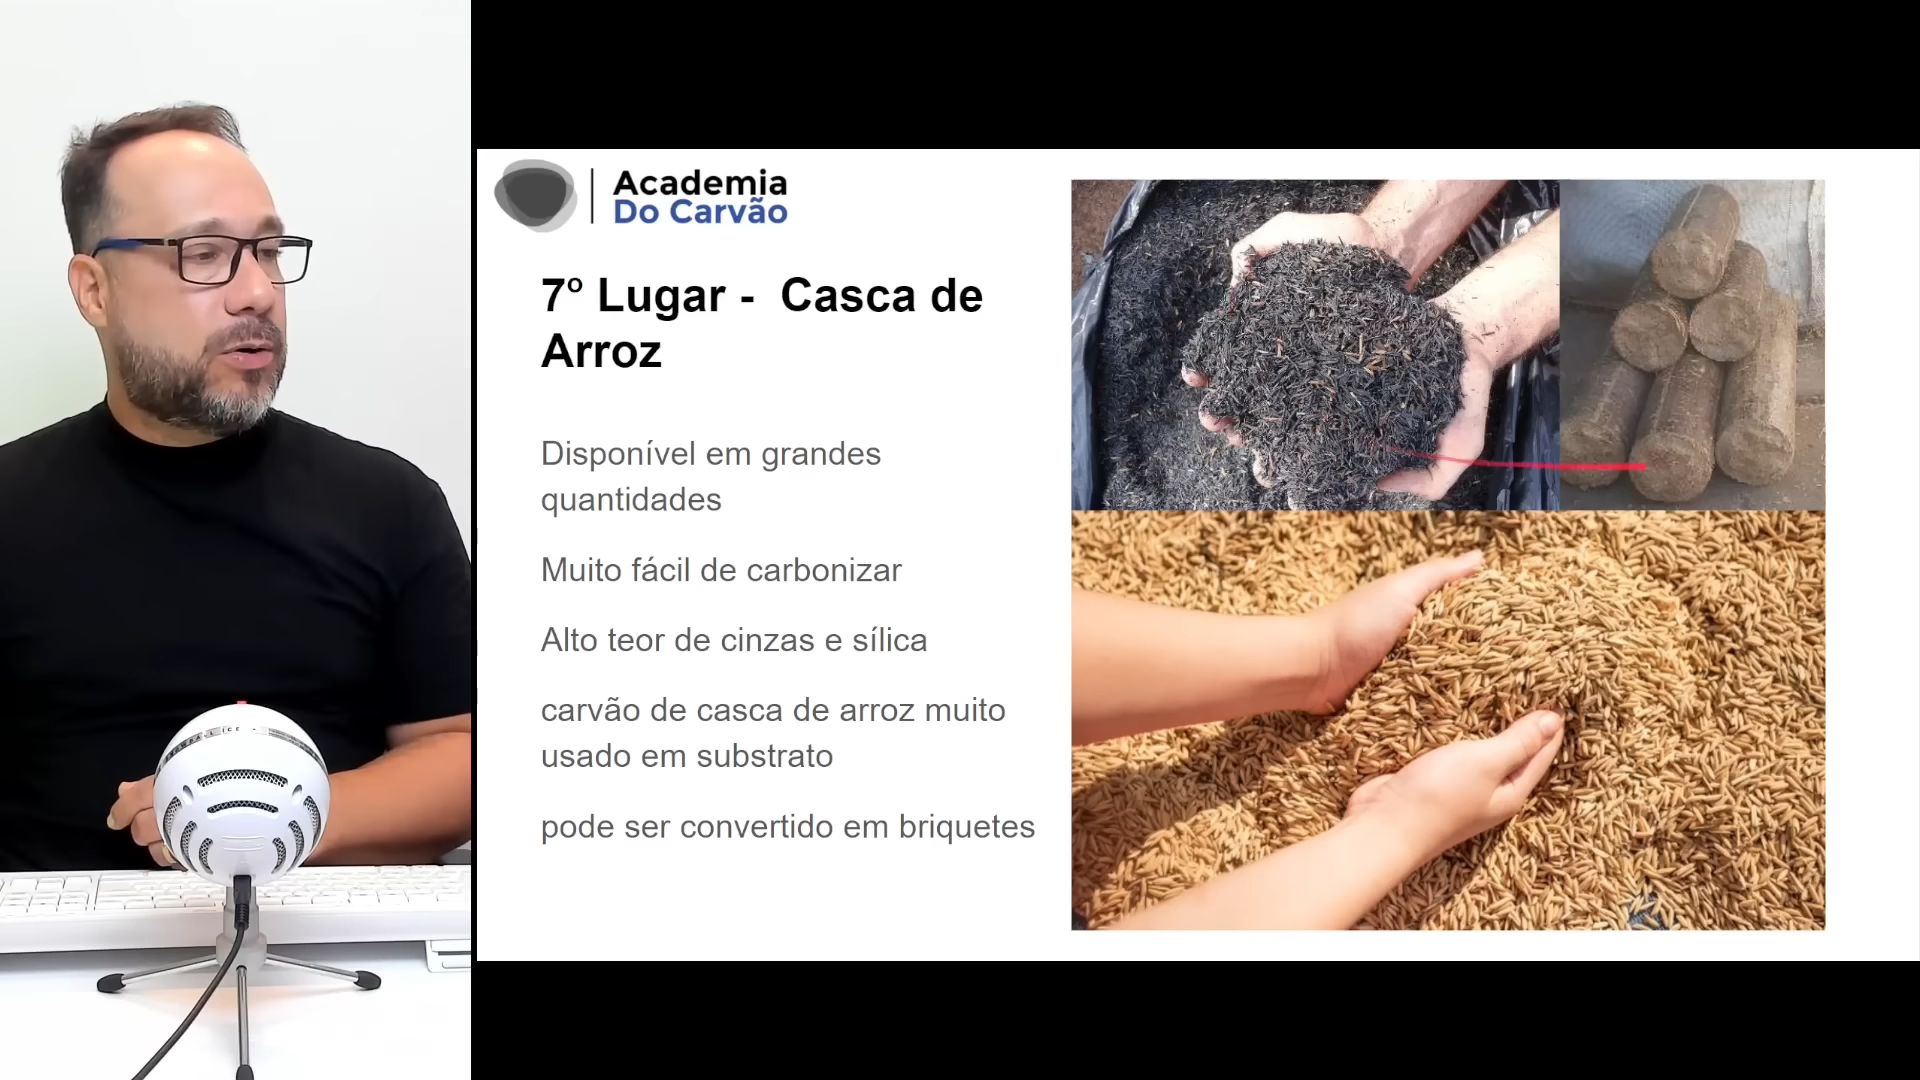 Academia
Do Carvão
7º Lugar -  Casca de
Arroz
Disponível em grandes
quantidades
Muito fácil de carbonizar
Alto teor de cinzas e sílica
carvão de casca de arroz muito
usado em substrato
pode ser convertido em briquetes